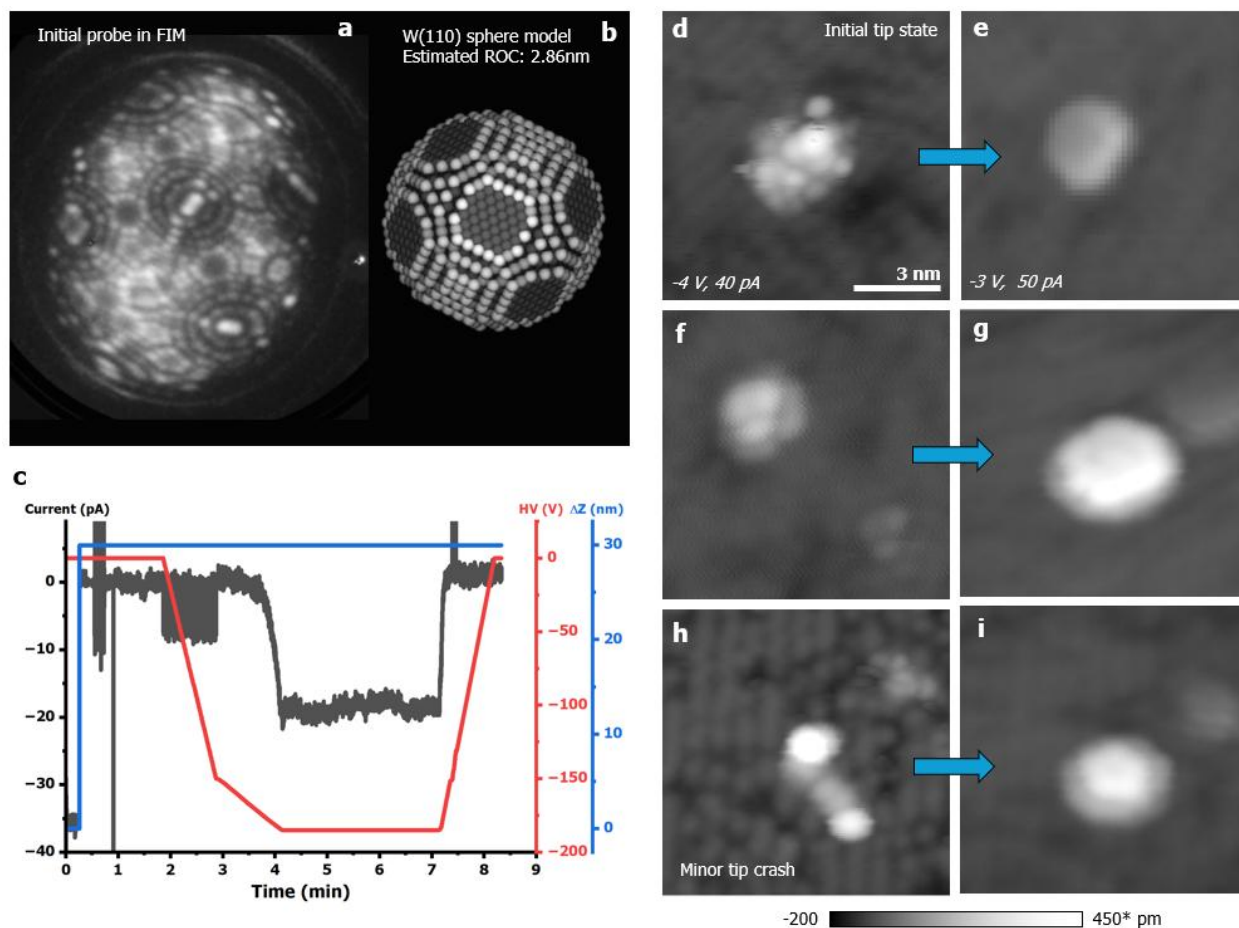 Initial probe in FIM
a
W(110) sphere model
Estimated ROC: 2.86nm
b
c
Current (pA)
HV (V)
ΔZ (nm)
0
−10
−20
−30
−40
0
−50
−100
−150
−200
30
20
10
0
0 1 2 3 4 5 6 7 8 9
Time (min)
d
Initial tip state
-4 V, 40 pA
3 nm
e
-3 V, 50 pA
f
g
h
Minor tip crash
i
-200
450* pm